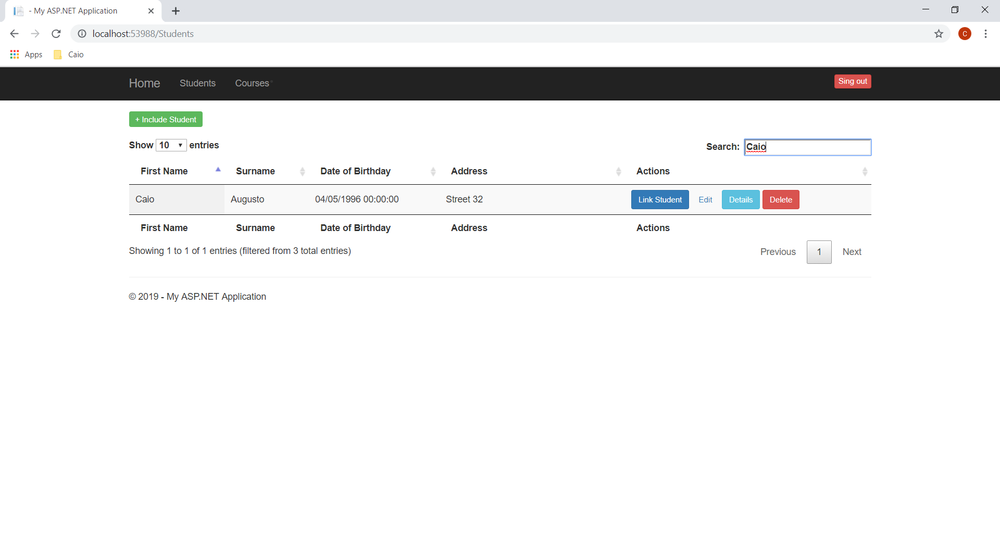 - My ASP.NET Application
localhost:53988/Students
C
Apps Caio
Home Students Courses
Sing out
+ Include Student
Show 10 entries
Search: Caio
First Name Surname Date of Birthday Address Actions
Caio Augusto 04/05/1996 00:00:00 Street 32 Link Student Edit Details Delete
First Name Surname Date of Birthday Address Actions
Showing 1 to 1 of 1 entries (filtered from 3 total entries)
Previous 1 Next
© 2019 - My ASP.NET Application